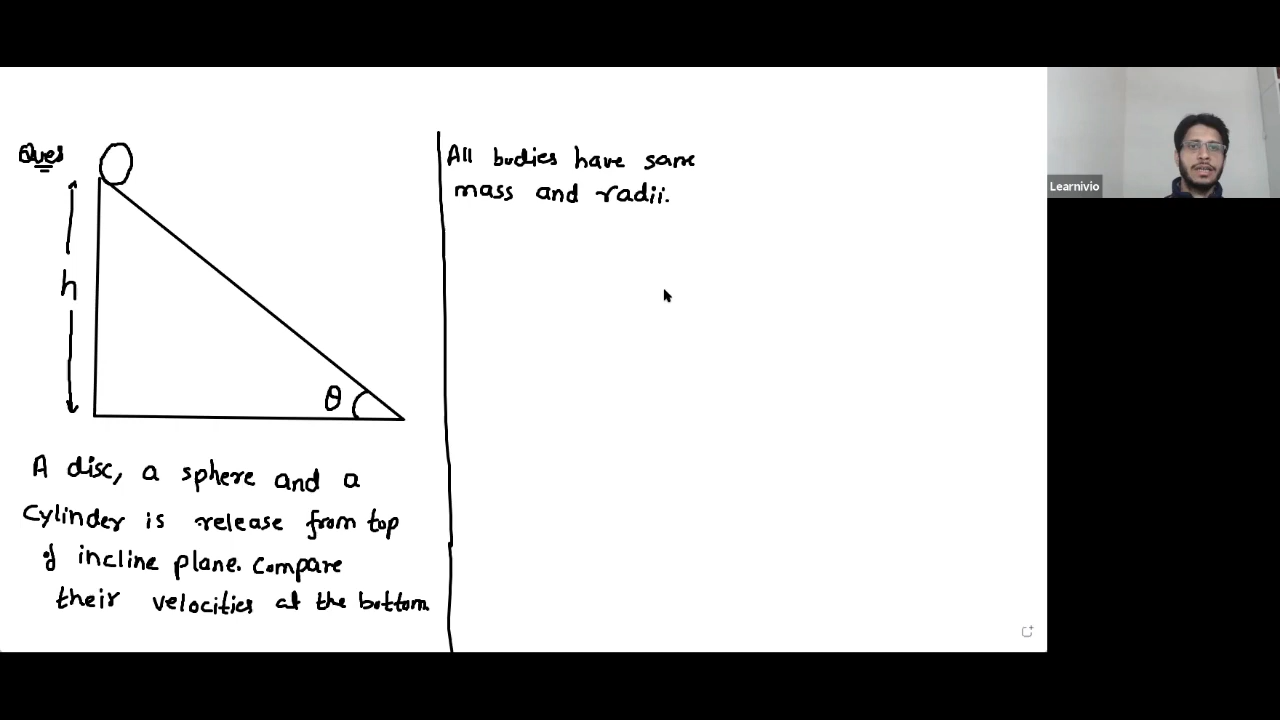 Ques
h
θ
A disc, a sphere and a
Cylinder is release from top
of incline plane. Compare
their velocities at the bottom.
All bodies have same
mass and radii.
Learnivio